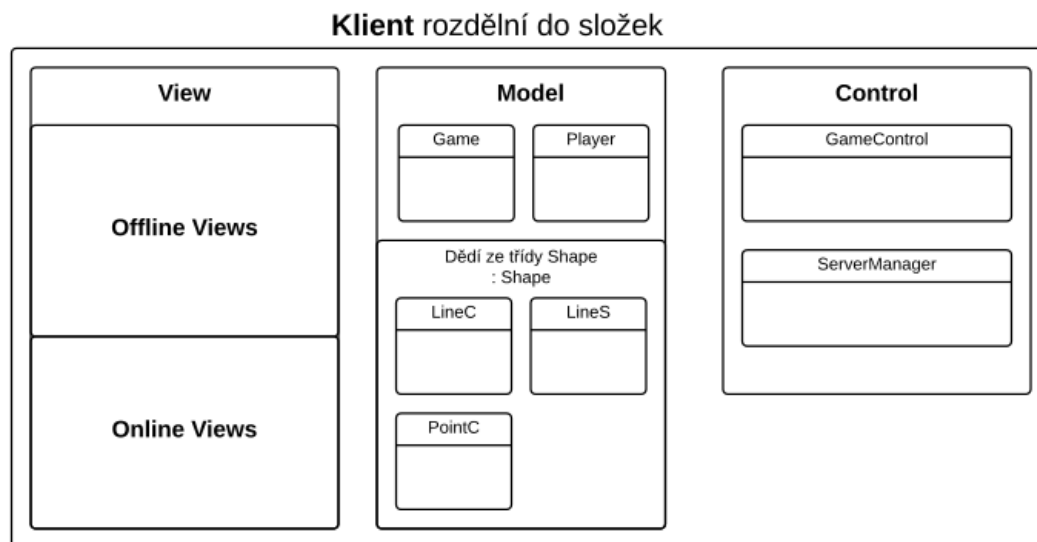 Klient rozdělní do složek
View
Offline Views
Online Views
Model
Game
Player
Dědí ze třídy Shape
: Shape
LineC
LineS
PointC
Control
GameControl
ServerManager